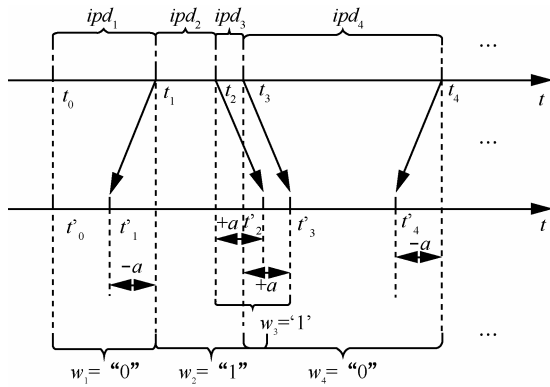 ipd₁ ipd₂ ipd₃ ipd₄ ...
t₀ t₁ t₂ t₃ t₄ t
...
t'₀ t'₁ +a t'₂ t'₃ t'₄ t
−a +a −a
w₃=‘1’
...
w₁= “0” w₂= “1” w₄= “0”